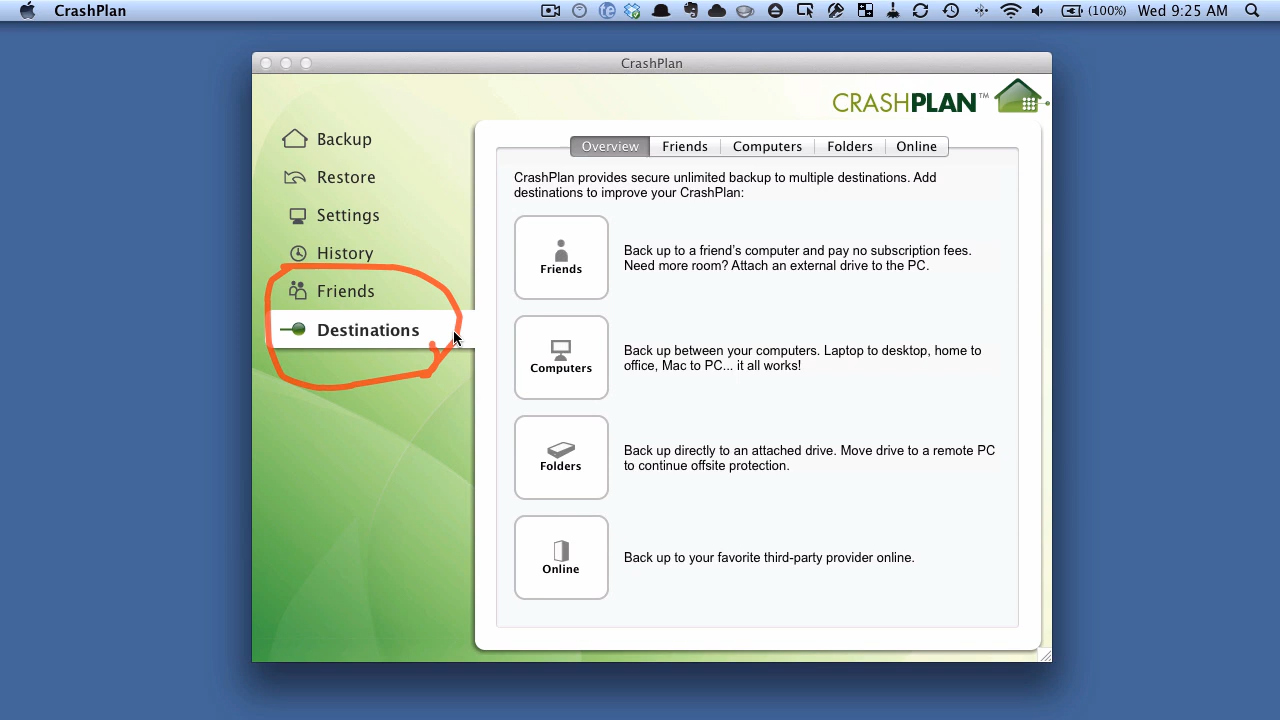 CrashPlan
(100%) Wed 9:25 AM
CrashPlan
CRASHPLAN™
Backup
Restore
Settings
History
Friends
Destinations
Overview Friends Computers Folders Online
CrashPlan provides secure unlimited backup to multiple destinations. Add
destinations to improve your CrashPlan:
Friends
Back up to a friend's computer and pay no subscription fees.
Need more room? Attach an external drive to the PC.
Computers
Back up between your computers. Laptop to desktop, home to
office, Mac to PC... it all works!
Folders
Back up directly to an attached drive. Move drive to a remote PC
to continue offsite protection.
Online
Back up to your favorite third-party provider online.